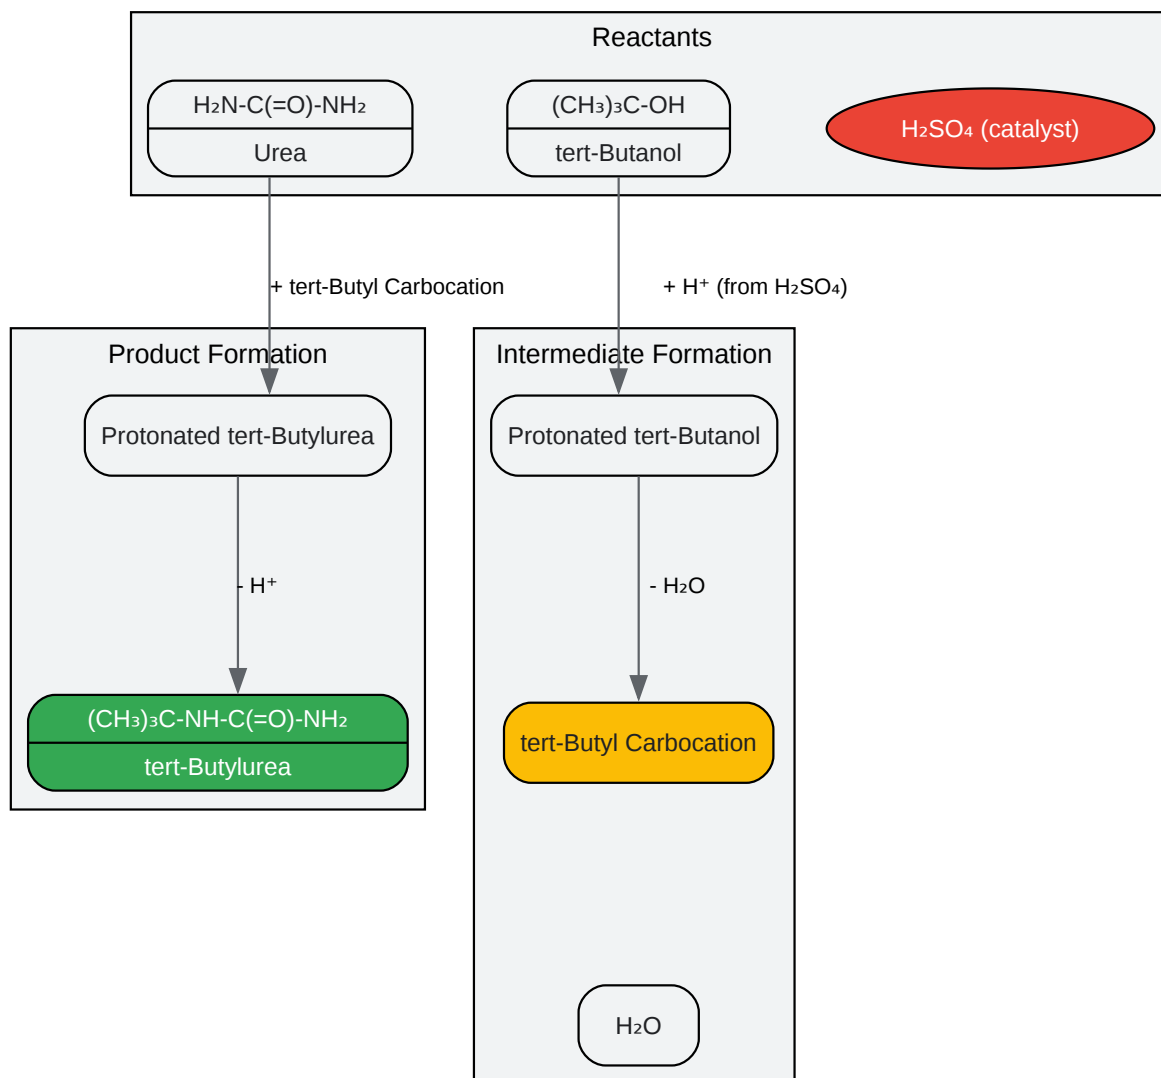 Reactants
H₂N-C(=O)-NH₂
Urea
(CH₃)₃C-OH
tert-Butanol
H₂SO₄ (catalyst)
+ tert-Butyl Carbocation
+ H⁺ (from H₂SO₄)
Product Formation
Intermediate Formation
Protonated tert-Butylurea
Protonated tert-Butanol
- H⁺
- H₂O
(CH₃)₃C-NH-C(=O)-NH₂
tert-Butylurea
tert-Butyl Carbocation
H₂O